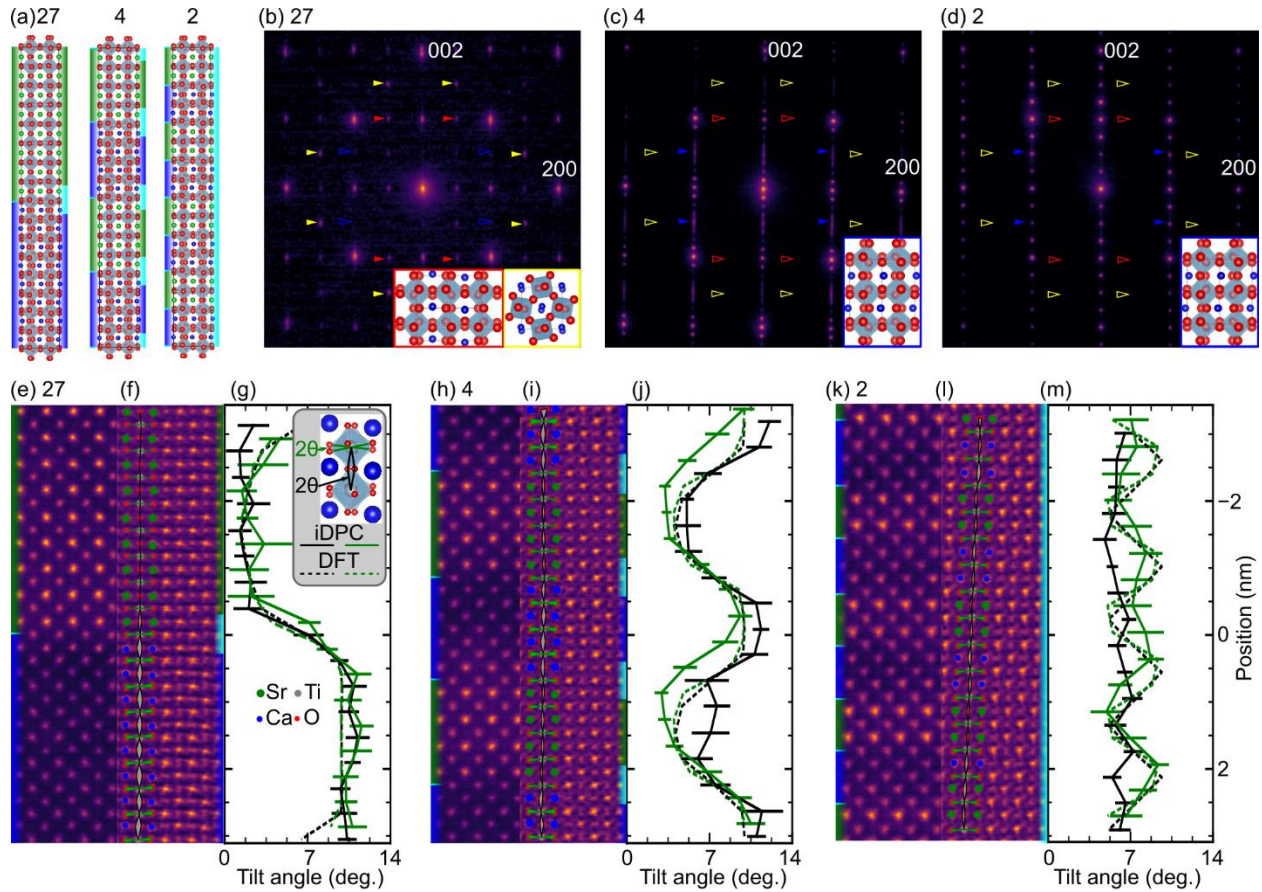 (a) 27 4 2
(b) 27
(c) 4
(d) 2
002
002
002
200
200
200
(e) 27 (f) (g)
(h) 4 (i) (j)
(k) 2 (l) (m)
2θ
2θ
iDPC
DFT
Sr Ti
Ca O
0 7 14
Tilt angle (deg.)
0 7 14
Tilt angle (deg.)
0 7 14
Tilt angle (deg.)
-2
0
2
Position (nm)